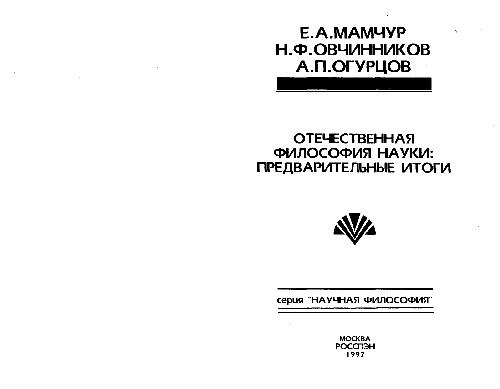 Е.А.МАМЧУР
Н.Ф.ОВЧИННИКОВ
А.П.ОГУРЦОВ
ОТЕЧЕСТВЕННАЯ
ФИЛОСОФИЯ НАУКИ:
ПРЕДВАРИТЕЛЬНЫЕ ИТОГИ
серия "НАУЧНАЯ ФИЛОСОФИЯ"
МОСКВА
РОССПЭН
1997